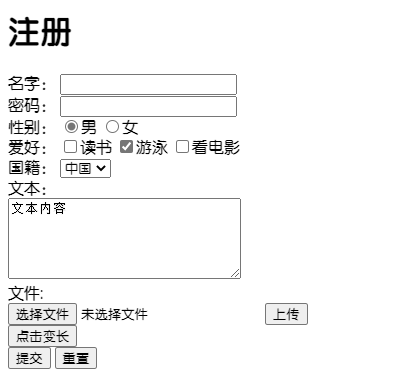 注册
名字：
密码：
性别： 男 女
爱好： 读书 游泳 看电影
国籍： 中国
文本：
文本内容
文件:
选择文件 未选择文件 上传
点击变长
提交 重置